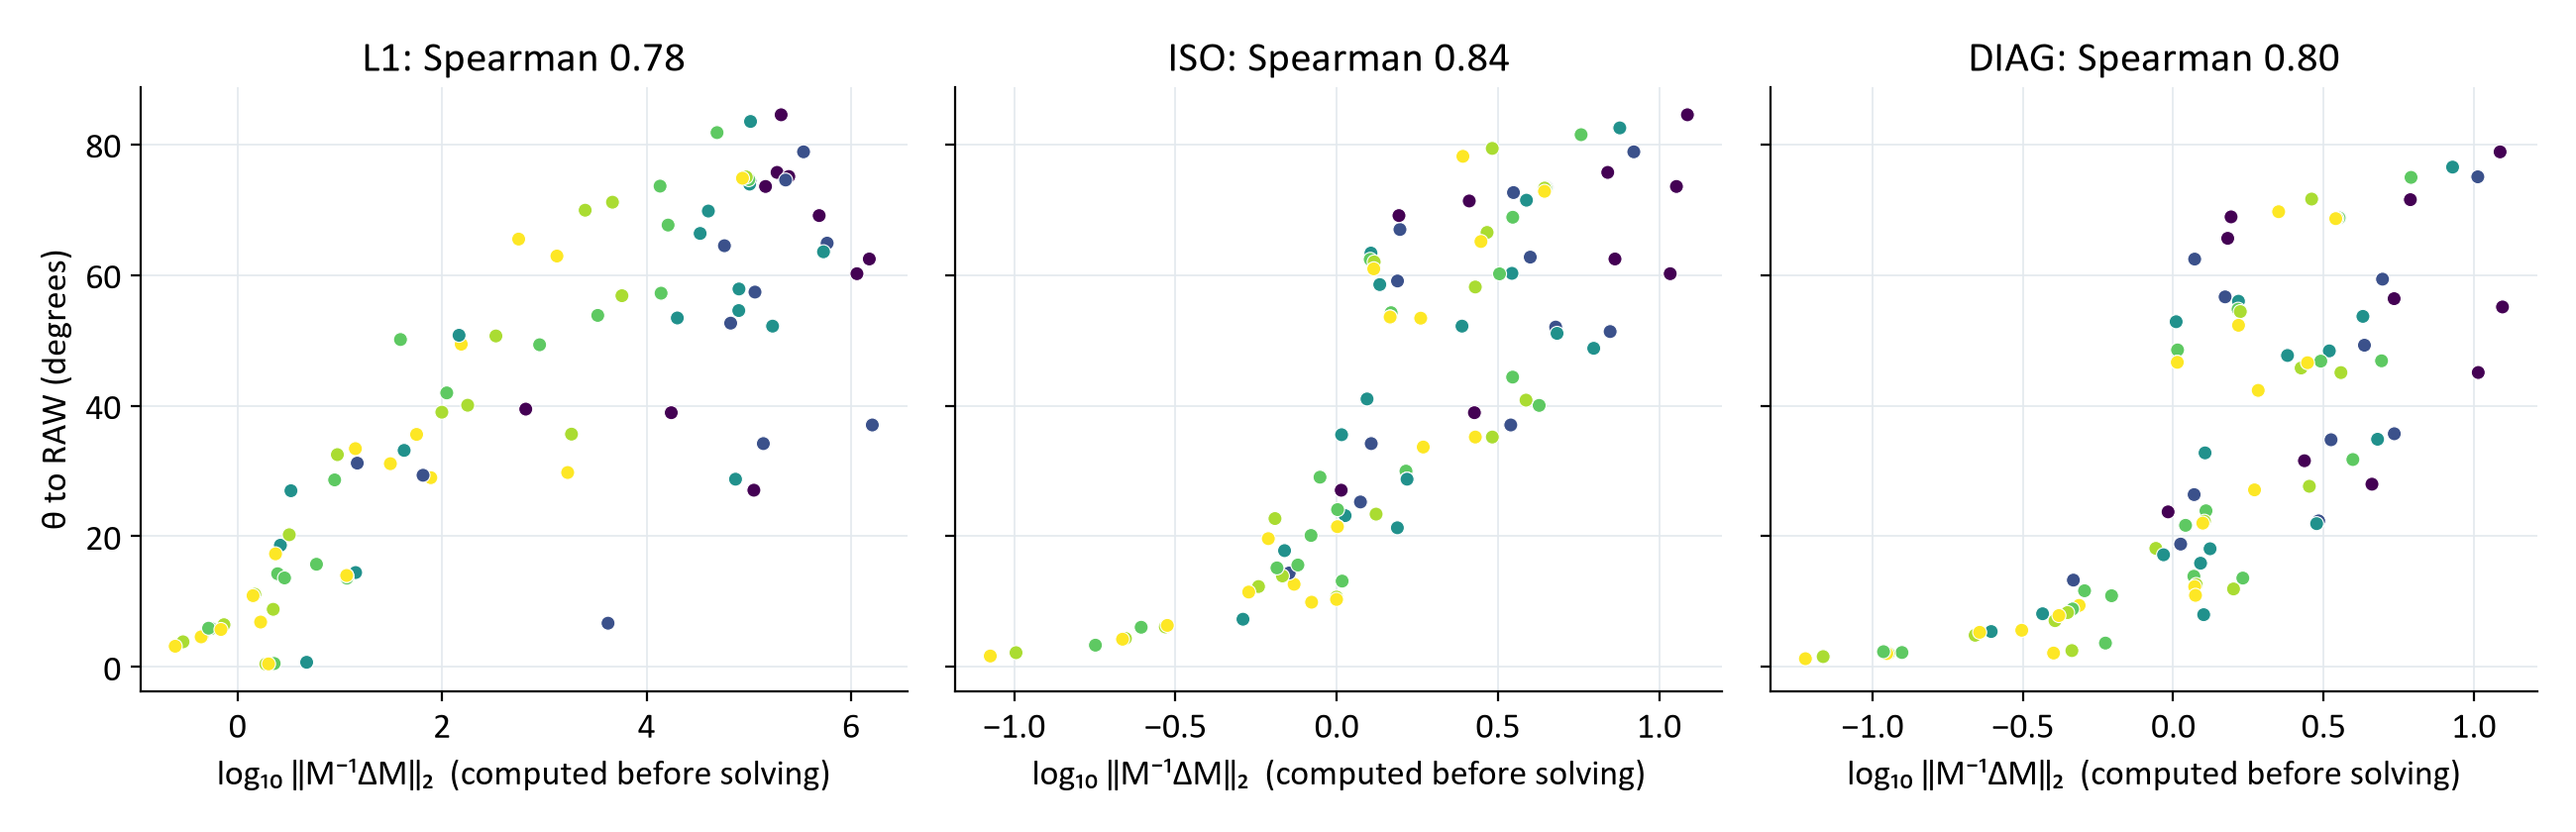 L1: Spearman 0.78
ISO: Spearman 0.84
DIAG: Spearman 0.80
θ to RAW (degrees)
80
60
40
20
0
0 2 4 6
−1.0 −0.5 0.0 0.5 1.0
−1.0 −0.5 0.0 0.5 1.0
log₁₀ ‖M⁻¹ΔM‖₂ (computed before solving)
log₁₀ ‖M⁻¹ΔM‖₂ (computed before solving)
log₁₀ ‖M⁻¹ΔM‖₂ (computed before solving)